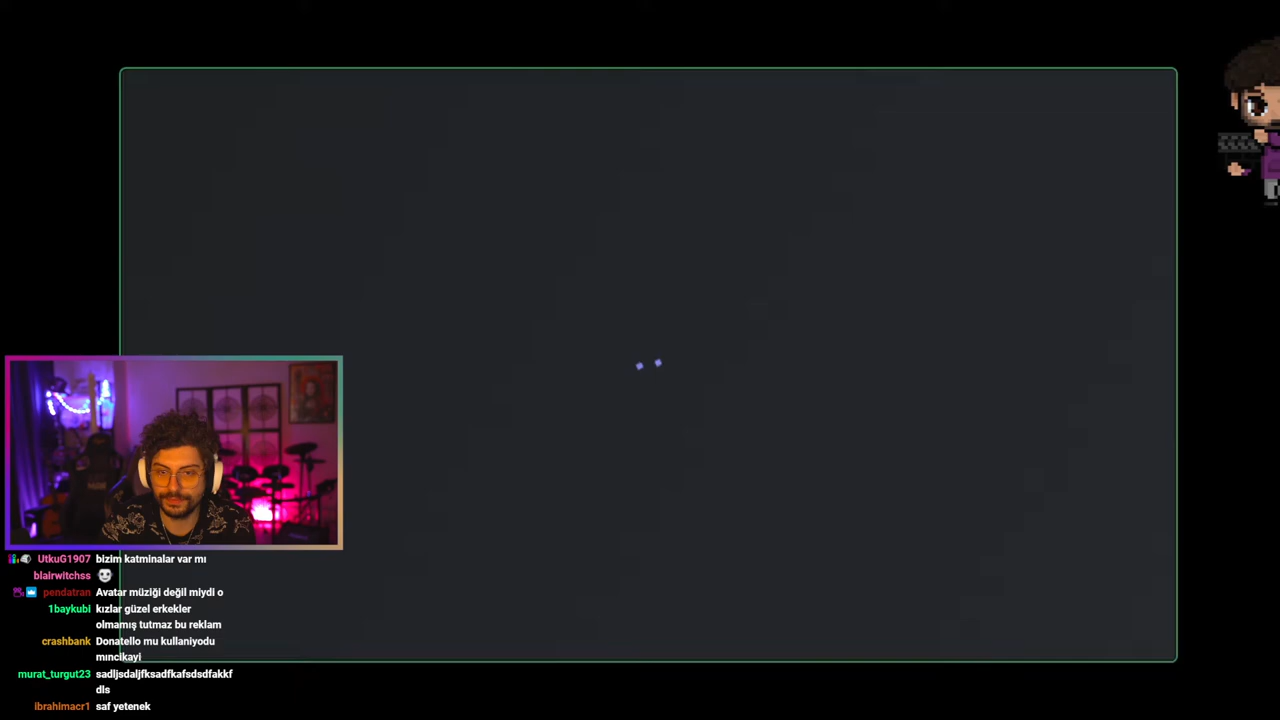 UtkuG1907 bizim katminalar var mı
blairwitchss
pendatran Avatar müziği değil miydi o
1baykubi kızlar güzel erkekler
olmamış tutmaz bu reklam
crashbank Donatello mu kullaniyodu
mıncikayi
murat_turgut23 sadljsdaljfksadfkafsdsdfakkf
dls
ibrahimacr1 saf yetenek